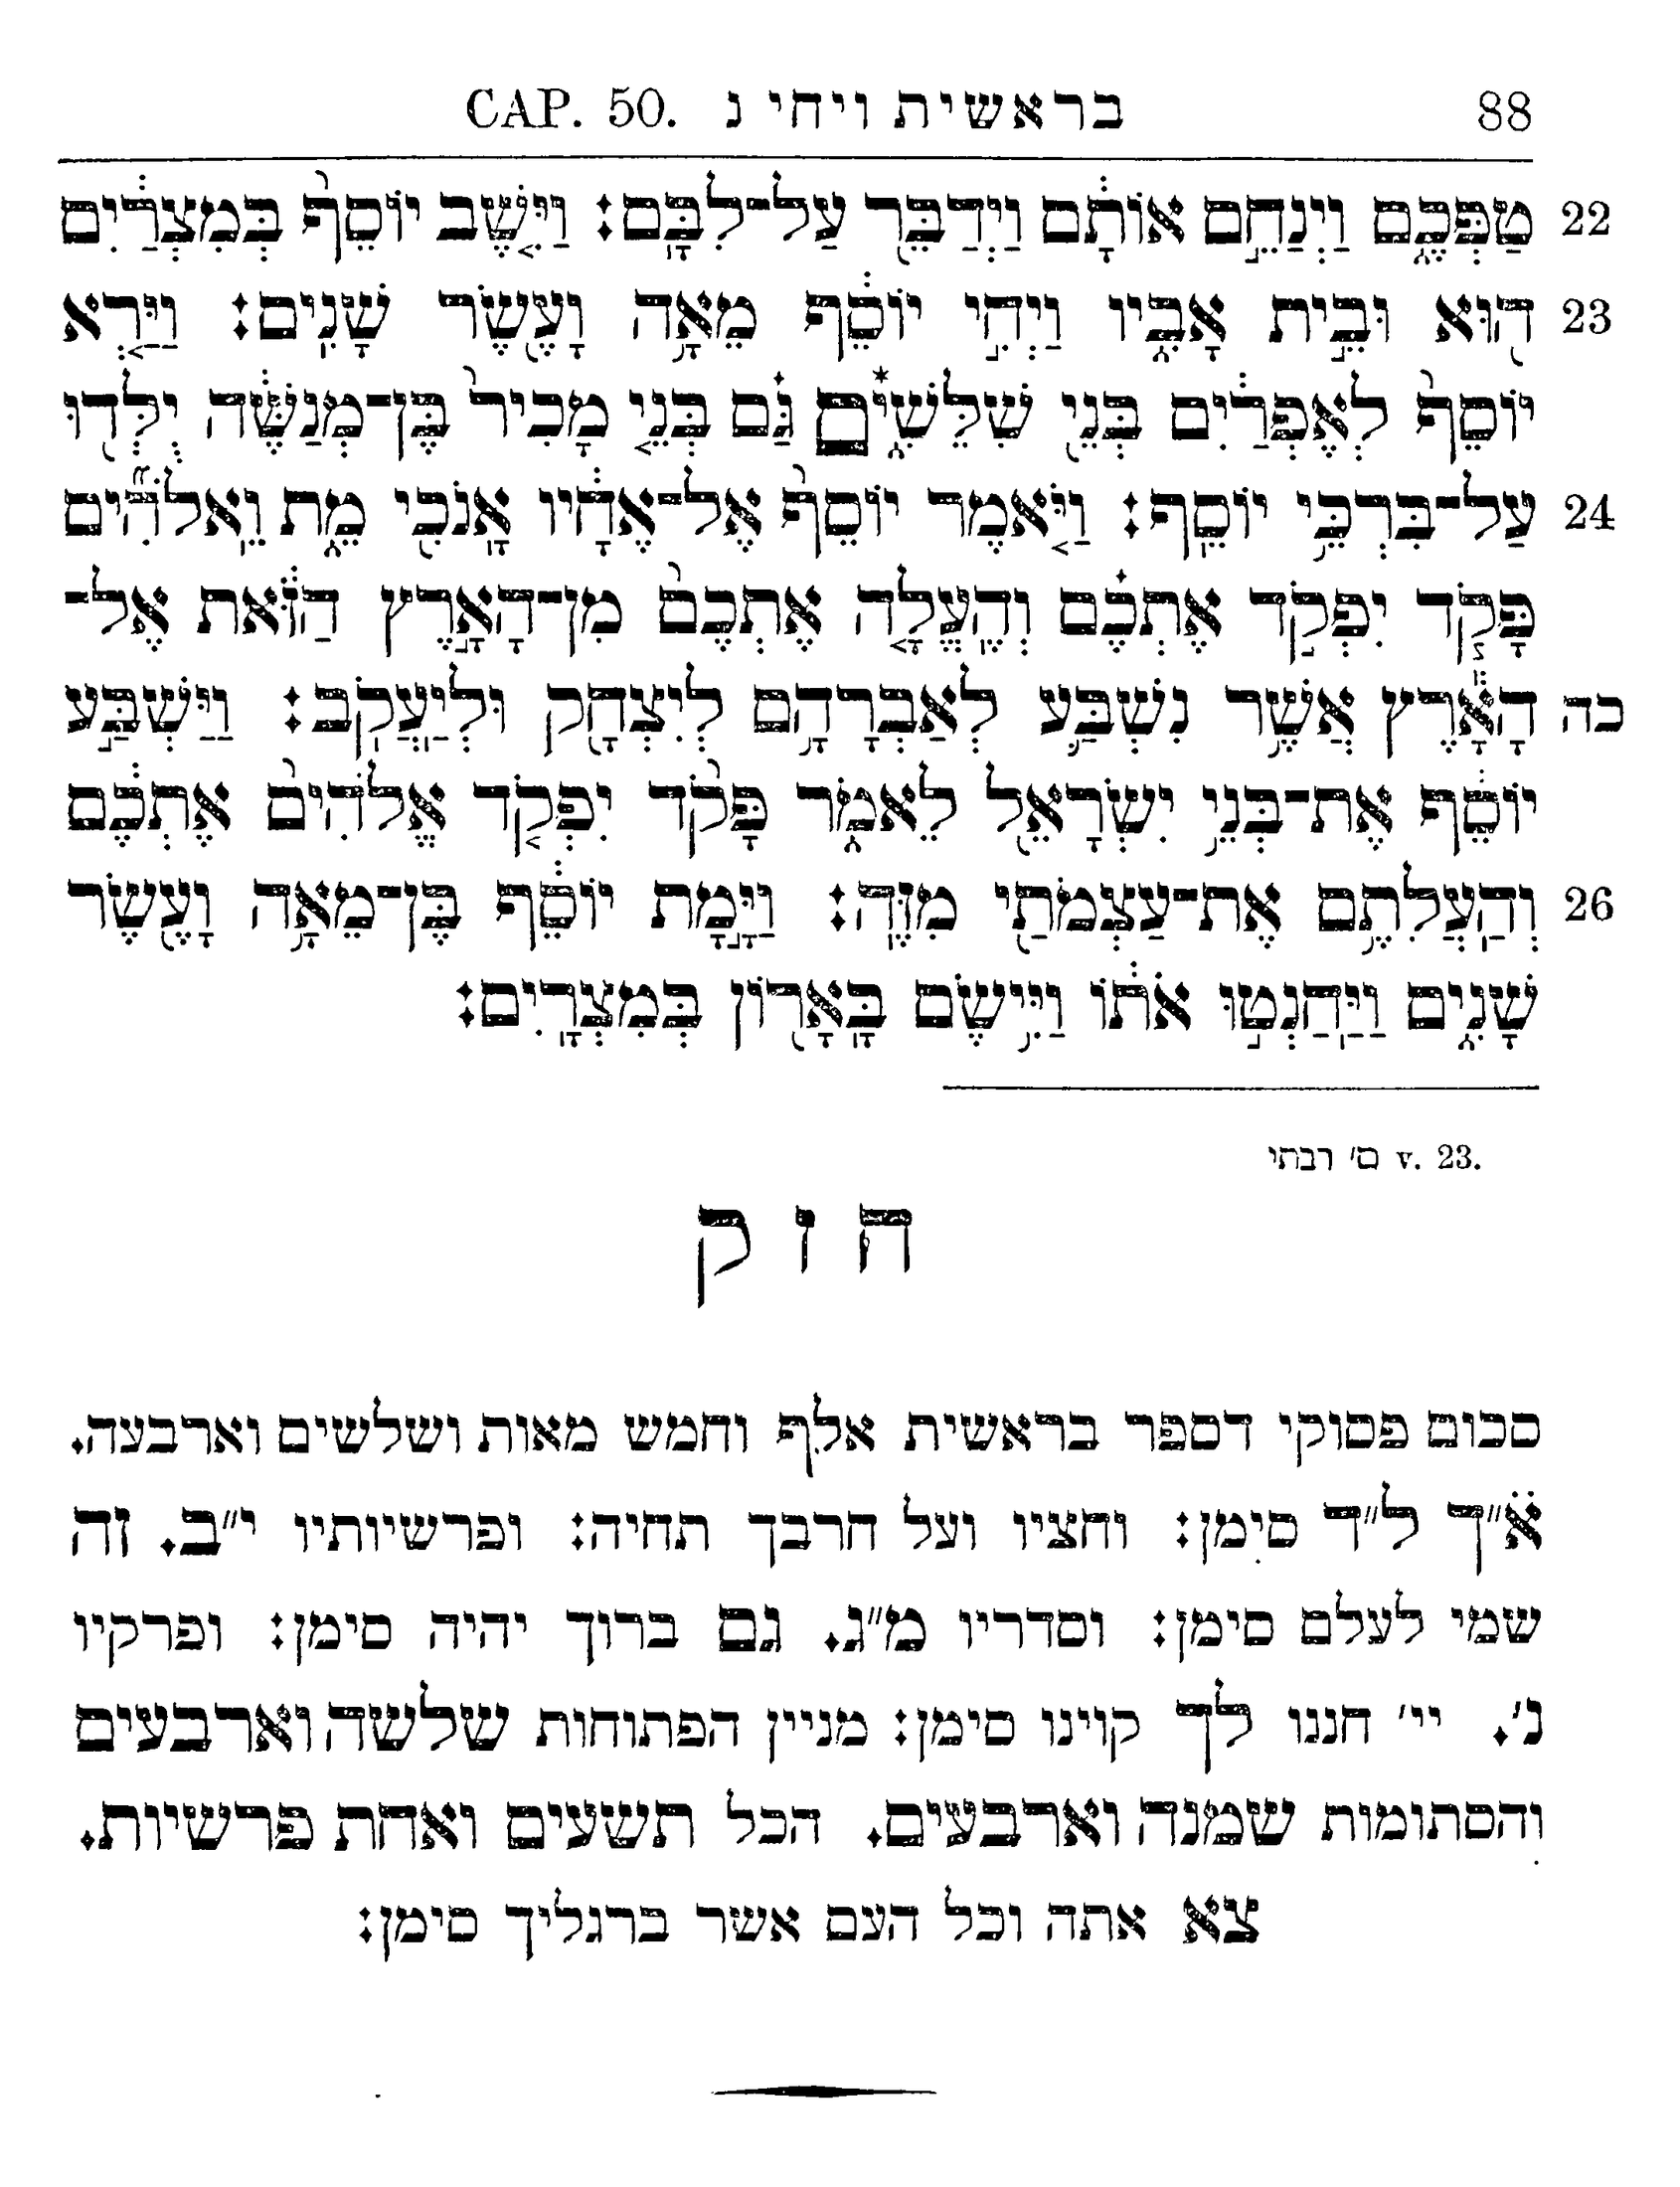 88 בראשית ויחי נ CAP. 50.
22 טַפְּכֶ֑ם וַיְנַחֵ֣ם אוֹתָ֔ם וַיְדַבֵּ֖ר עַל־לִבָּֽם׃ וַיֵּ֤שֶׁב יוֹסֵף֙ בְּמִצְרַ֔יִם
23 ה֖וּא וּבֵ֣ית אָבִ֑יו וַיְחִ֣י יוֹסֵ֔ף מֵאָ֥ה וָעֶ֖שֶׂר שָׁנִֽים׃ וַיַּ֤רְא
יוֹסֵף֙ לְאֶפְרַ֔יִם בְּנֵ֖י שִׁלֵּשִׁ֑ים* גַּ֗ם בְּנֵ֤י מָכִיר֙ בֶּן־מְנַשֶּׁ֔ה יֻלְּד֖וּ
24 עַל־בִּרְכֵּ֥י יוֹסֵֽף׃ וַיֹּ֤אמֶר יוֹסֵף֙ אֶל־אֶחָ֔יו אָֽנֹכִ֖י מֵ֑ת וֵֽאלֹהִ֞ים
פָּקֹ֧ד יִפְקֹ֣ד אֶתְכֶ֗ם וְהֶֽעֱלָ֤ה אֶתְכֶם֙ מִן־הָאָ֣רֶץ הַזֹּ֔את אֶל־
כה הָאָ֕רֶץ אֲשֶׁ֥ר נִשְׁבַּ֛ע לְאַבְרָהָ֥ם לְיִצְחָ֖ק וּֽלְיַעֲקֹֽב׃ וַיַּשְׁבַּ֣ע
יוֹסֵ֔ף אֶת־בְּנֵ֥י יִשְׂרָאֵ֖ל לֵאמֹ֑ר פָּקֹ֨ד יִפְקֹ֤ד אֱלֹהִים֙ אֶתְכֶ֔ם
26 וְהַֽעֲלִתֶ֥ם אֶת־עַצְמֹתַ֖י מִזֶּֽה׃ וַיָּ֣מָת יוֹסֵ֔ף בֶּן־מֵאָ֥ה וָעֶ֖שֶׂר
שָׁנִ֑ים וַיַּֽחַנְט֣וּ אֹת֔וֹ וַיִּ֥ישֶׂם בָּֽאָר֖וֹן בְּמִצְרָֽיִם׃
v. 23. ם׳ רבתי
חזק
סכום פסוקי דספר בראשית אלף וחמש מאות ושלשים וארבעה.
א̈״ך ל״ד סימן: וחציו ועל חרבך תחיה: ופרשיותיו י״ב. זה
שמי לעלם סימן: וסדריו מ״ג. גם ברוך יהיה סימן: ופרקיו
נ׳. יי׳ חננו לך קוינו סימן: מניין הפתוחות שלשה וארבעים
והסתומות שמנה וארבעים. הכל תשעים ואחת פרשיות.
צא אתה וכל העם אשר ברגליך סימן: